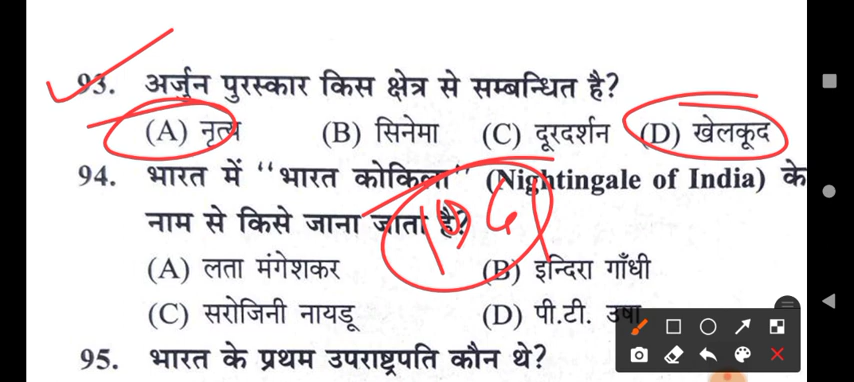 93. अर्जुन पुरस्कार किस क्षेत्र से सम्बन्धित है?
(A) नृत्य (B) सिनेमा (C) दूरदर्शन (D) खेलकूद
94. भारत में "भारत कोकिला" (Nightingale of India) के
नाम से किसे जाना जाता है?
(A) लता मंगेशकर (B) इन्दिरा गाँधी
(C) सरोजिनी नायडू (D) पी.टी. उषा
95. भारत के प्रथम उपराष्ट्रपति कौन थे?